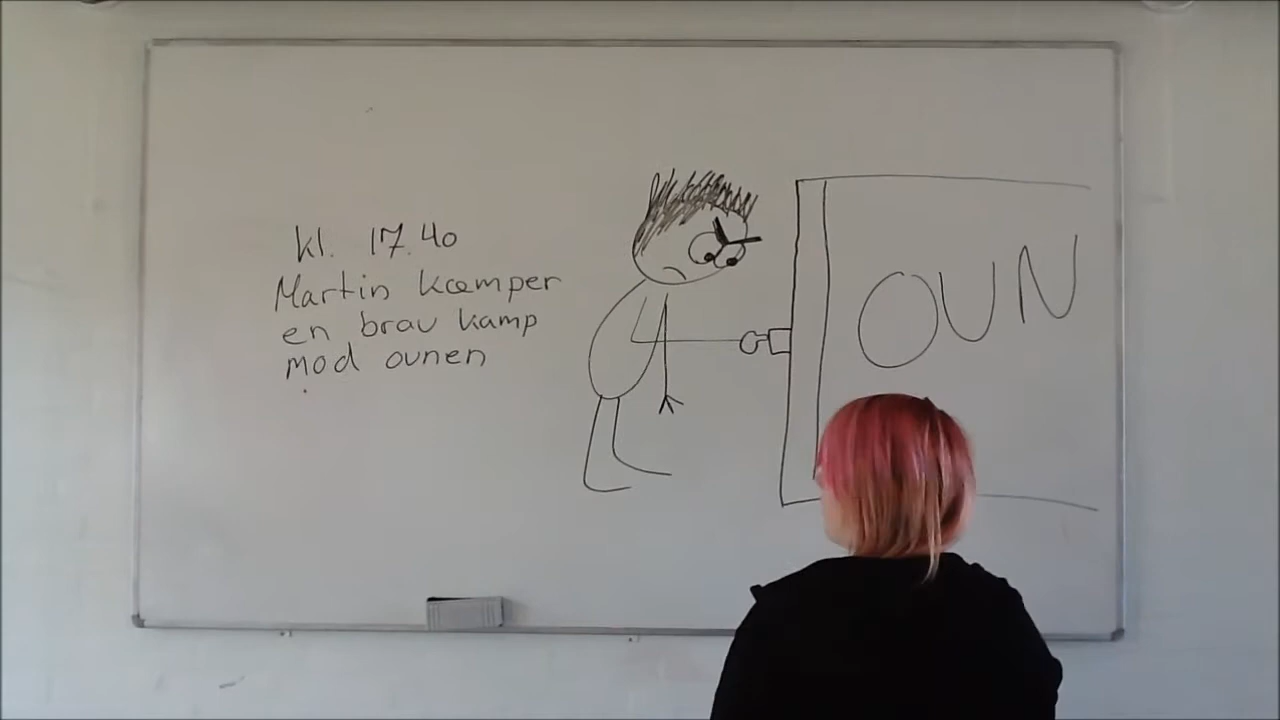 kl. 17.40
Martin kæmper
en brav kamp
mod ovnen
OVN